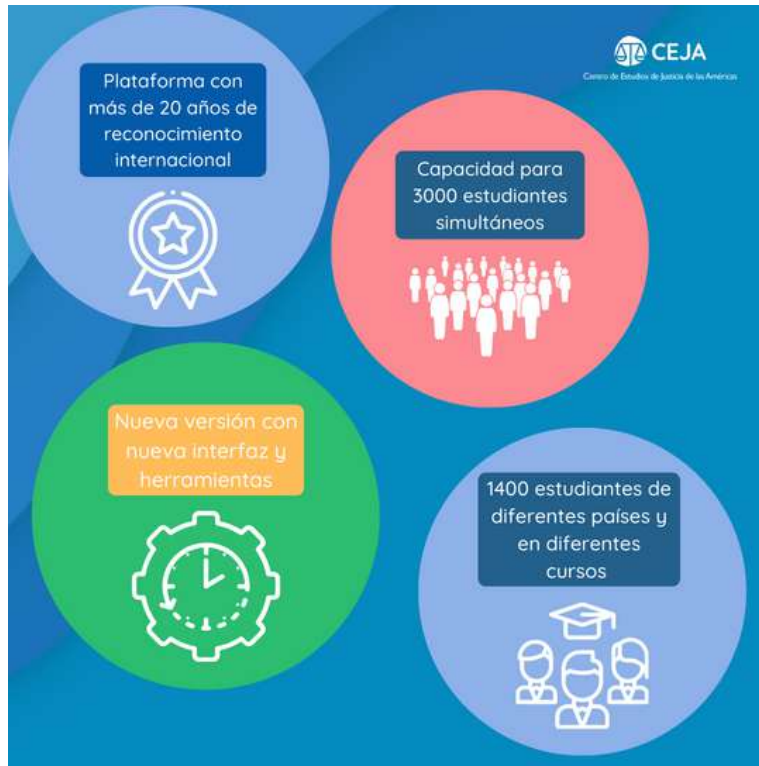 CEJA
Centro de Estudios de Justicia de las Américas
Plataforma con
más de 20 años de
reconocimiento
internacional
Capacidad para
3000 estudiantes
simultáneos
Nueva versión con
nueva interfaz y
herramientas
1400 estudiantes de
diferentes países y
en diferentes
cursos